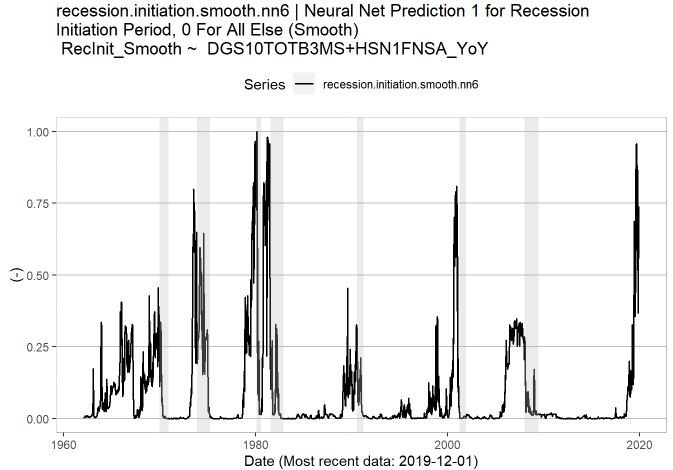 recession.initiation.smooth.nn6 | Neural Net Prediction 1 for Recession
Initiation Period, 0 For All Else (Smooth)
RecInit_Smooth ~ DGS10TOTB3MS+HSN1FNSA_YoY
Series recession.initiation.smooth.nn6
1.00
0.75
0.50
0.25
0.00
(-)
1960 1980 2000 2020
Date (Most recent data: 2019-12-01)